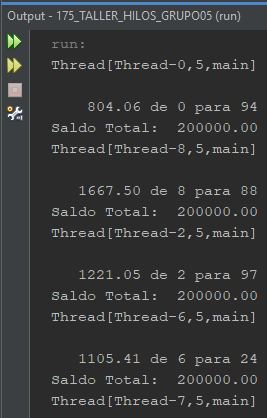 Output - 175_TALLER_HILOS_GRUPO05 (run)
run:
Thread[Thread-0,5,main]
804.06 de 0 para 94
Saldo Total:  200000.00
Thread[Thread-8,5,main]
1667.50 de 8 para 88
Saldo Total:  200000.00
Thread[Thread-2,5,main]
1221.05 de 2 para 97
Saldo Total:  200000.00
Thread[Thread-6,5,main]
1105.41 de 6 para 24
Saldo Total:  200000.00
Thread[Thread-7,5,main]